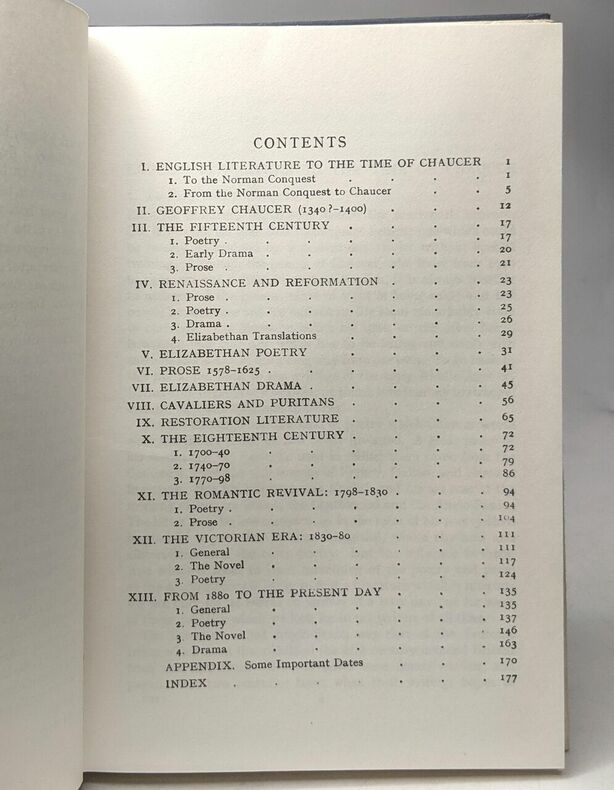 CONTENTS
I. ENGLISH LITERATURE TO THE TIME OF CHAUCER 1
1. To the Norman Conquest . . . . 1
2. From the Norman Conquest to Chaucer . . 5
II. GEOFFREY CHAUCER (1340?–1400) . . . 12
III. THE FIFTEENTH CENTURY . . . . 17
1. Poetry . . . . . . . 17
2. Early Drama . . . . . . 20
3. Prose . . . . . . . 21
IV. RENAISSANCE AND REFORMATION . . . 23
1. Prose . . . . . . . 23
2. Poetry . . . . . . . 25
3. Drama . . . . . . . 26
4. Elizabethan Translations . . . . 29
V. ELIZABETHAN POETRY . . . . 31
VI. PROSE 1578–1625 . . . . . . 41
VII. ELIZABETHAN DRAMA . . . . . 45
VIII. CAVALIERS AND PURITANS . . . . 56
IX. RESTORATION LITERATURE . . . . 65
X. THE EIGHTEENTH CENTURY . . . . 72
1. 1700–40 . . . . . . 72
2. 1740–70 . . . . . . 79
3. 1770–98 . . . . . . 86
XI. THE ROMANTIC REVIVAL: 1798–1830 . . . 94
1. Poetry . . . . . . . 94
2. Prose . . . . . . . 104
XII. THE VICTORIAN ERA: 1830–80 . . . . 111
1. General . . . . . . 111
2. The Novel . . . . . . 117
3. Poetry . . . . . . 124
XIII. FROM 1880 TO THE PRESENT DAY . . . 135
1. General . . . . . . 135
2. Poetry . . . . . . 137
3. The Novel . . . . . . 146
4. Drama . . . . . . 163
APPENDIX. Some Important Dates . . . 170
INDEX . . . . . . . 177